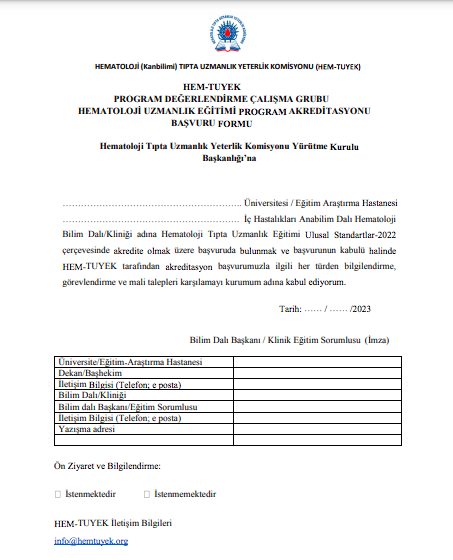 HEMATOLOJİ (Kanbilimi) TIPTA UZMANLIK YETERLİK KOMİSYONU (HEM-TUYEK)
HEM-TUYEK
PROGRAM DEĞERLENDİRME ÇALIŞMA GRUBU
HEMATOLOJİ UZMANLIK EĞİTİMİ PROGRAM AKREDİTASYONU
BAŞVURU FORMU
Hematoloji Tıpta Uzmanlık Yeterlik Komisyonu Yürütme Kurulu
Başkanlığı'na
........................................................ Üniversitesi / Eğitim Araştırma Hastanesi
........................................................ İç Hastalıkları Anabilim Dalı Hematoloji
Bilim Dalı/Kliniği adına Hematoloji Tıpta Uzmanlık Eğitimi Ulusal Standartlar-2022
çerçevesinde akredite olmak üzere başvuruda bulunmak ve başvurunun kabulü halinde
HEM-TUYEK tarafından akreditasyon başvurumuzla ilgili her türden bilgilendirme,
görevlendirme ve mali talepleri karşılamayı kurumum adına kabul ediyorum.
Tarih: ...... / ...... /2023
Bilim Dalı Başkanı / Klinik Eğitim Sorumlusu (İmza)
Üniversite/Eğitim-Araştırma Hastanesi
Dekan/Başhekim
İletişim Bilgisi (Telefon; e posta)
Bilim Dalı/Kliniği
Bilim dalı Başkanı/Eğitim Sorumlusu
İletişim Bilgisi (Telefon; e posta)
Yazışma adresi
Ön Ziyaret ve Bilgilendirme:
☐ İstenmektedir ☐ İstenmemektedir
HEM-TUYEK İletişim Bilgileri
info@hemtuyek.org